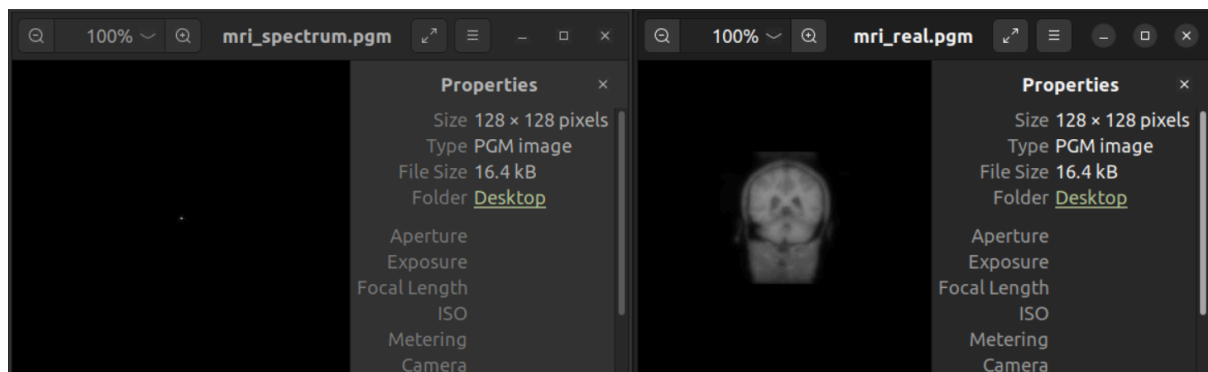 100% mri_spectrum.pgm
Properties
Size 128 × 128 pixels
Type PGM image
File Size 16.4 kB
Folder Desktop
Aperture
Exposure
Focal Length
ISO
Metering
Camera
100% mri_real.pgm
Properties
Size 128 × 128 pixels
Type PGM image
File Size 16.4 kB
Folder Desktop
Aperture
Exposure
Focal Length
ISO
Metering
Camera